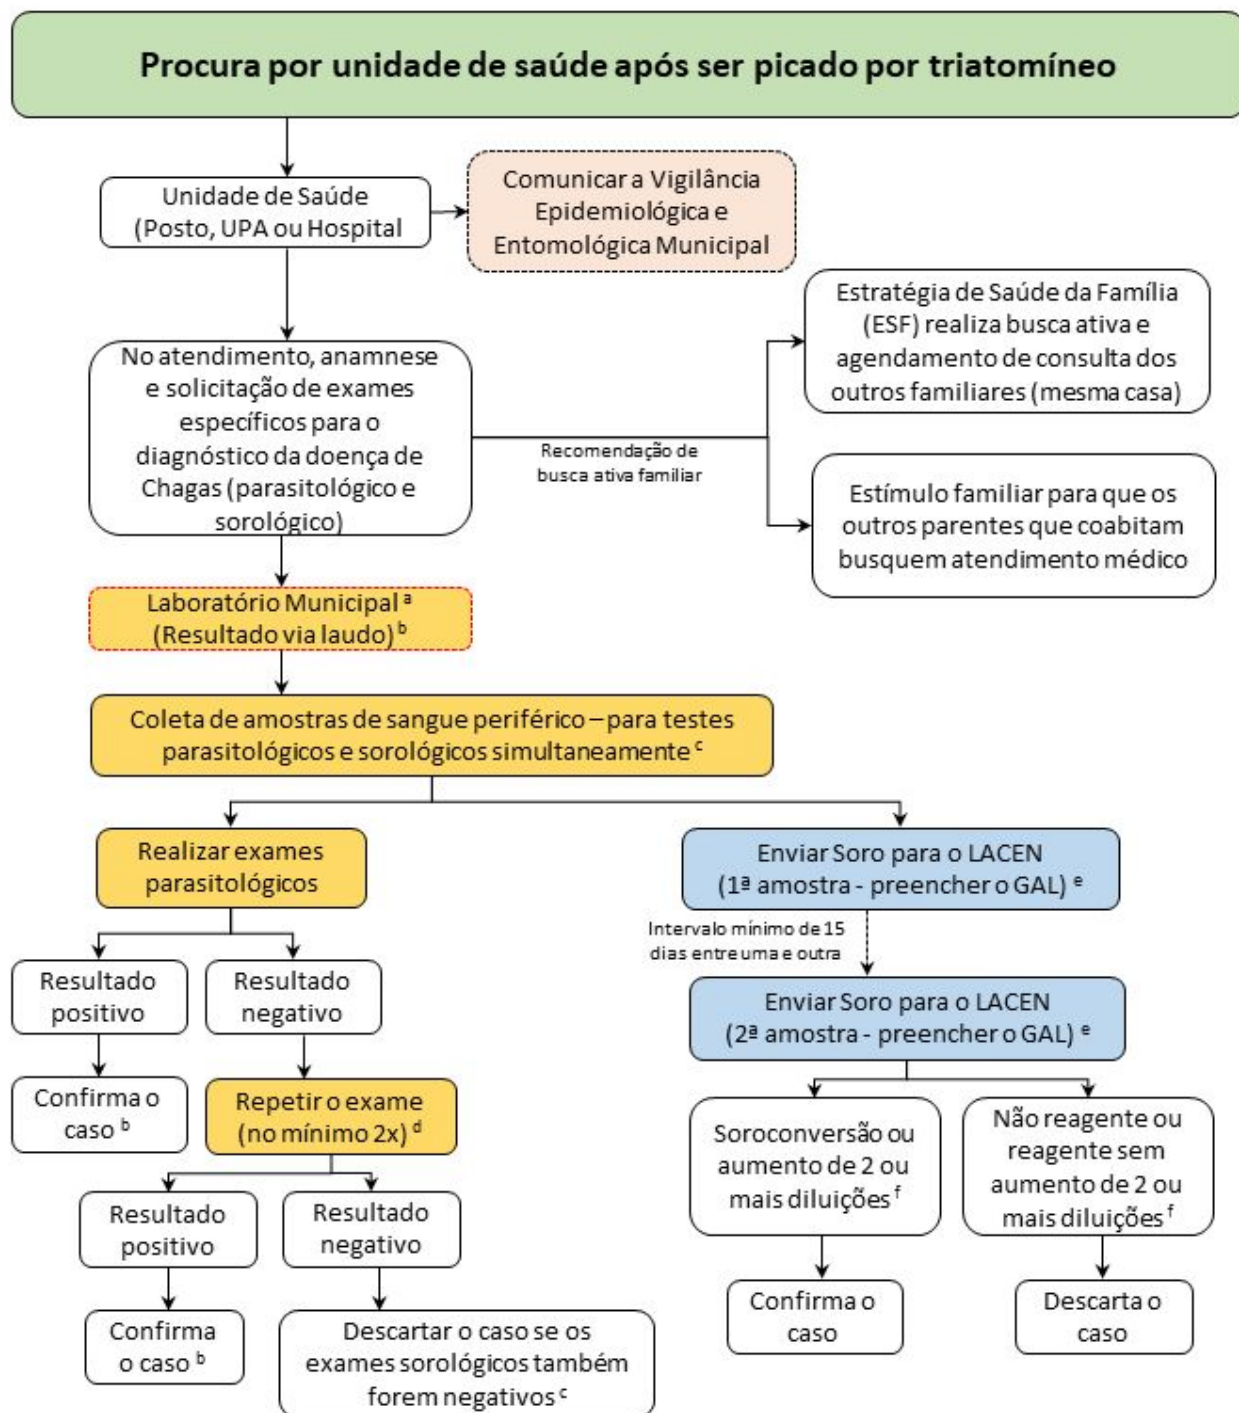 Procura por unidade de saúde após ser picado por triatomíneo
Unidade de Saúde
(Posto, UPA ou Hospital
Comunicar a Vigilância
Epidemiológica e
Entomológica Municipal
No atendimento, anamnese
e solicitação de exames
específicos para o
diagnóstico da doença de
Chagas (parasitológico e
sorológico)
Recomendação de
busca ativa familiar
Estratégia de Saúde da Família
(ESF) realiza busca ativa e
agendamento de consulta dos
outros familiares (mesma casa)
Estímulo familiar para que os
outros parentes que coabitam
busquem atendimento médico
Laboratório Municipal a
(Resultado via laudo) b
Coleta de amostras de sangue periférico – para testes
parasitológicos e sorológicos simultaneamente c
Realizar exames
parasitológicos
Resultado
positivo
Resultado
negativo
Confirma o
caso b
Repetir o exame
(no mínimo 2x) d
Resultado
positivo
Resultado
negativo
Confirma
o caso b
Descartar o caso se os
exames sorológicos também
forem negativos c
Enviar Soro para o LACEN
(1ª amostra - preencher o GAL) e
Intervalo mínimo de 15
dias entre uma e outra
Enviar Soro para o LACEN
(2ª amostra - preencher o GAL) e
Soroconversão ou
aumento de 2 ou
mais diluições f
Não reagente ou
reagente sem
aumento de 2 ou
mais diluições f
Confirma o
caso
Descarta o
caso